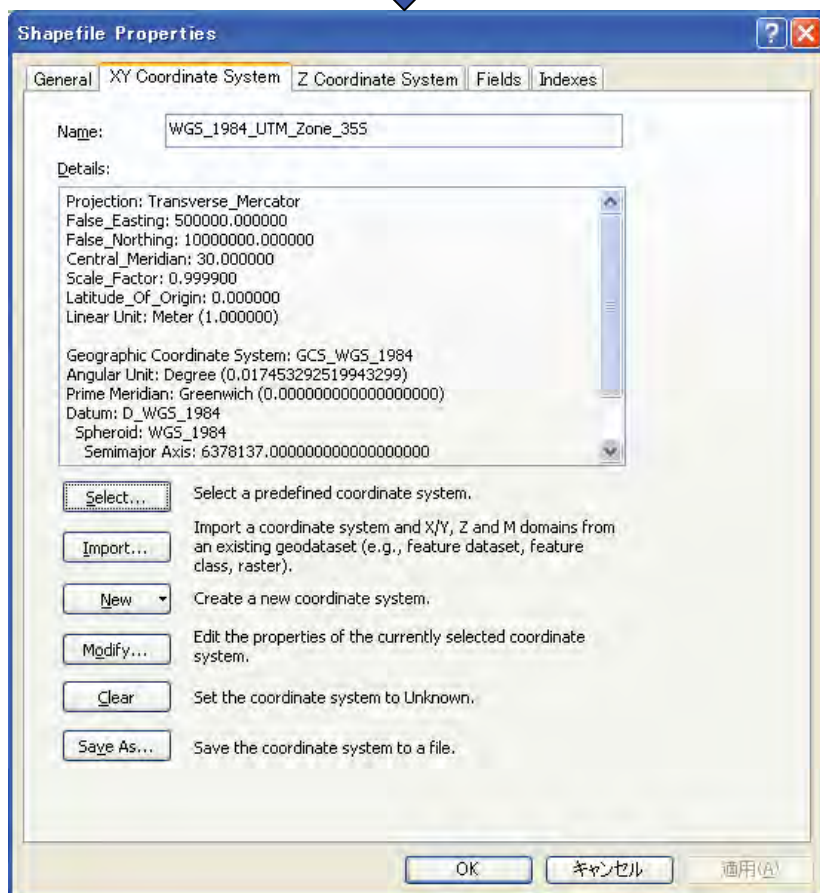 Shapefile Properties
General XY Coordinate System Z Coordinate System Fields Indexes
Name: WGS_1984_UTM_Zone_35S
Details:
Projection: Transverse_Mercator
False_Easting: 500000.000000
False_Northing: 10000000.000000
Central_Meridian: 30.000000
Scale_Factor: 0.999900
Latitude_Of_Origin: 0.000000
Linear Unit: Meter (1.000000)
Geographic Coordinate System: GCS_WGS_1984
Angular Unit: Degree (0.017453292519943299)
Prime Meridian: Greenwich (0.000000000000000000)
Datum: D_WGS_1984
Spheroid: WGS_1984
Semimajor Axis: 6378137.000000000000000000
Select... Select a predefined coordinate system.
Import a coordinate system and X/Y, Z and M domains from
Import... an existing geodataset (e.g., feature dataset, feature
class, raster).
New Create a new coordinate system.
Edit the properties of the currently selected coordinate
Modify... system.
Clear Set the coordinate system to Unknown.
Save As... Save the coordinate system to a file.
OK キャンセル 適用(A)